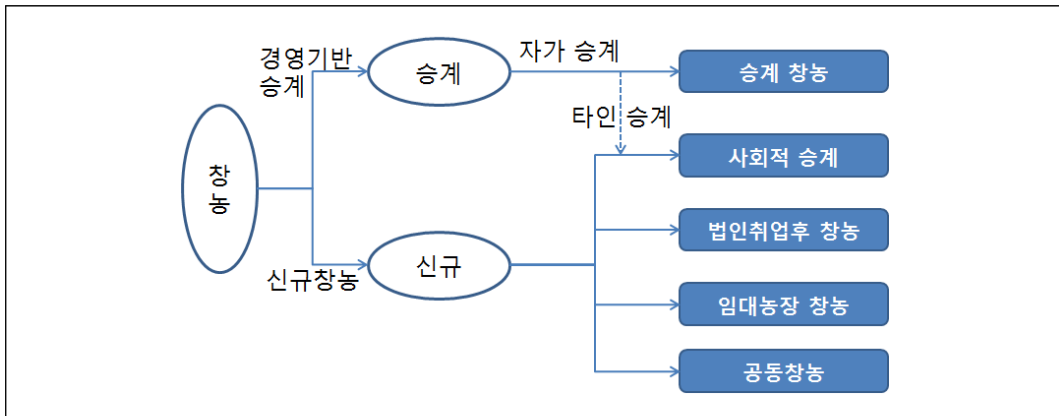 창
농
경영기반
승계
신규창농
승계
신규
자가 승계
타인 승계
승계 창농
사회적 승계
법인취업후 창농
임대농장 창농
공동창농